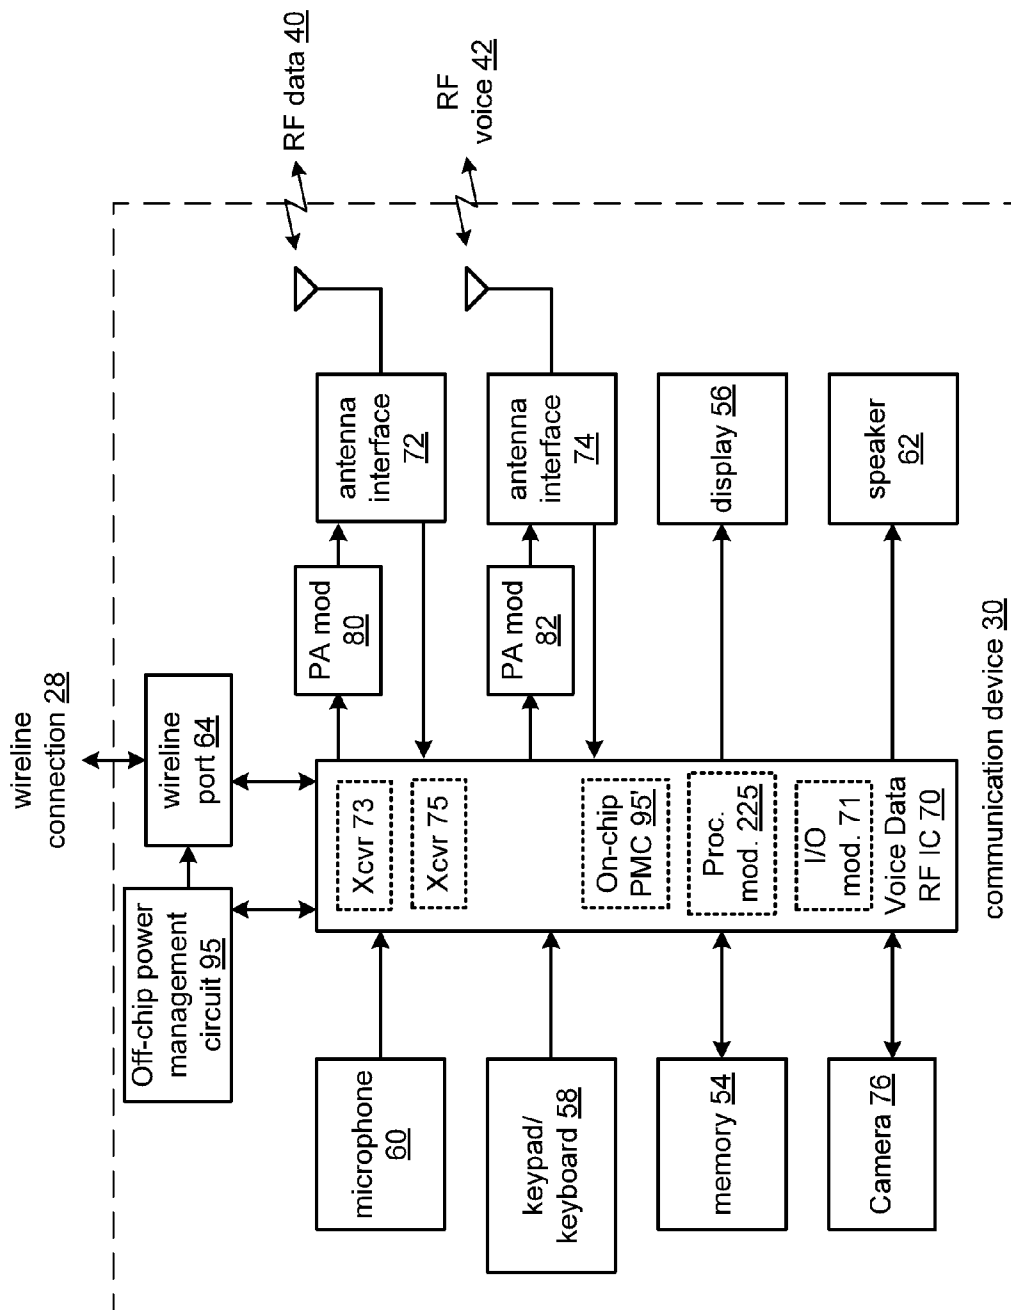 wireline
connection 28
RF data 40
RF
voice 42
Off-chip power
management
circuit 95
wireline
port 64
microphone
60
Xcvr 73
Xcvr 75
PA mod
80
antenna
interface
72
keypad/
keyboard 58
On-chip
PMC 95'
PA mod
82
antenna
interface
74
memory 54
Proc.
mod. 225
display 56
Camera 76
I/O
mod. 71
Voice Data
RF IC 70
speaker
62
communication device 30